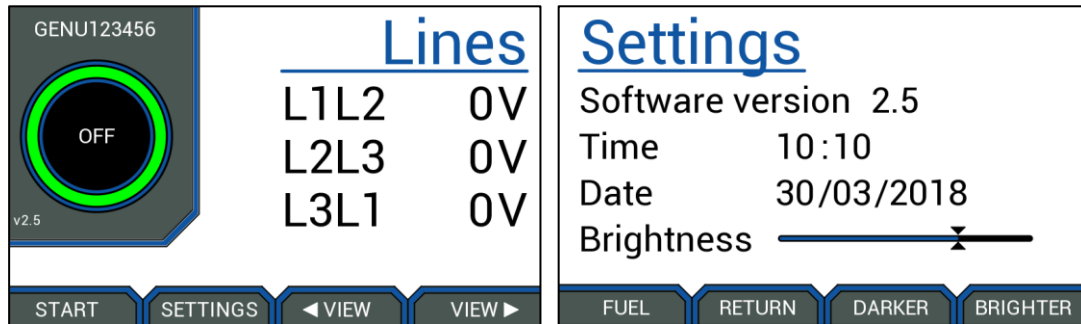 GENU123456
OFF
v2.5
Lines
L1L2 0V
L2L3 0V
L3L1 0V
START SETTINGS ◀VIEW VIEW▶
Settings
Software version 2.5
Time 10:10
Date 30/03/2018
Brightness
FUEL RETURN DARKER BRIGHTER